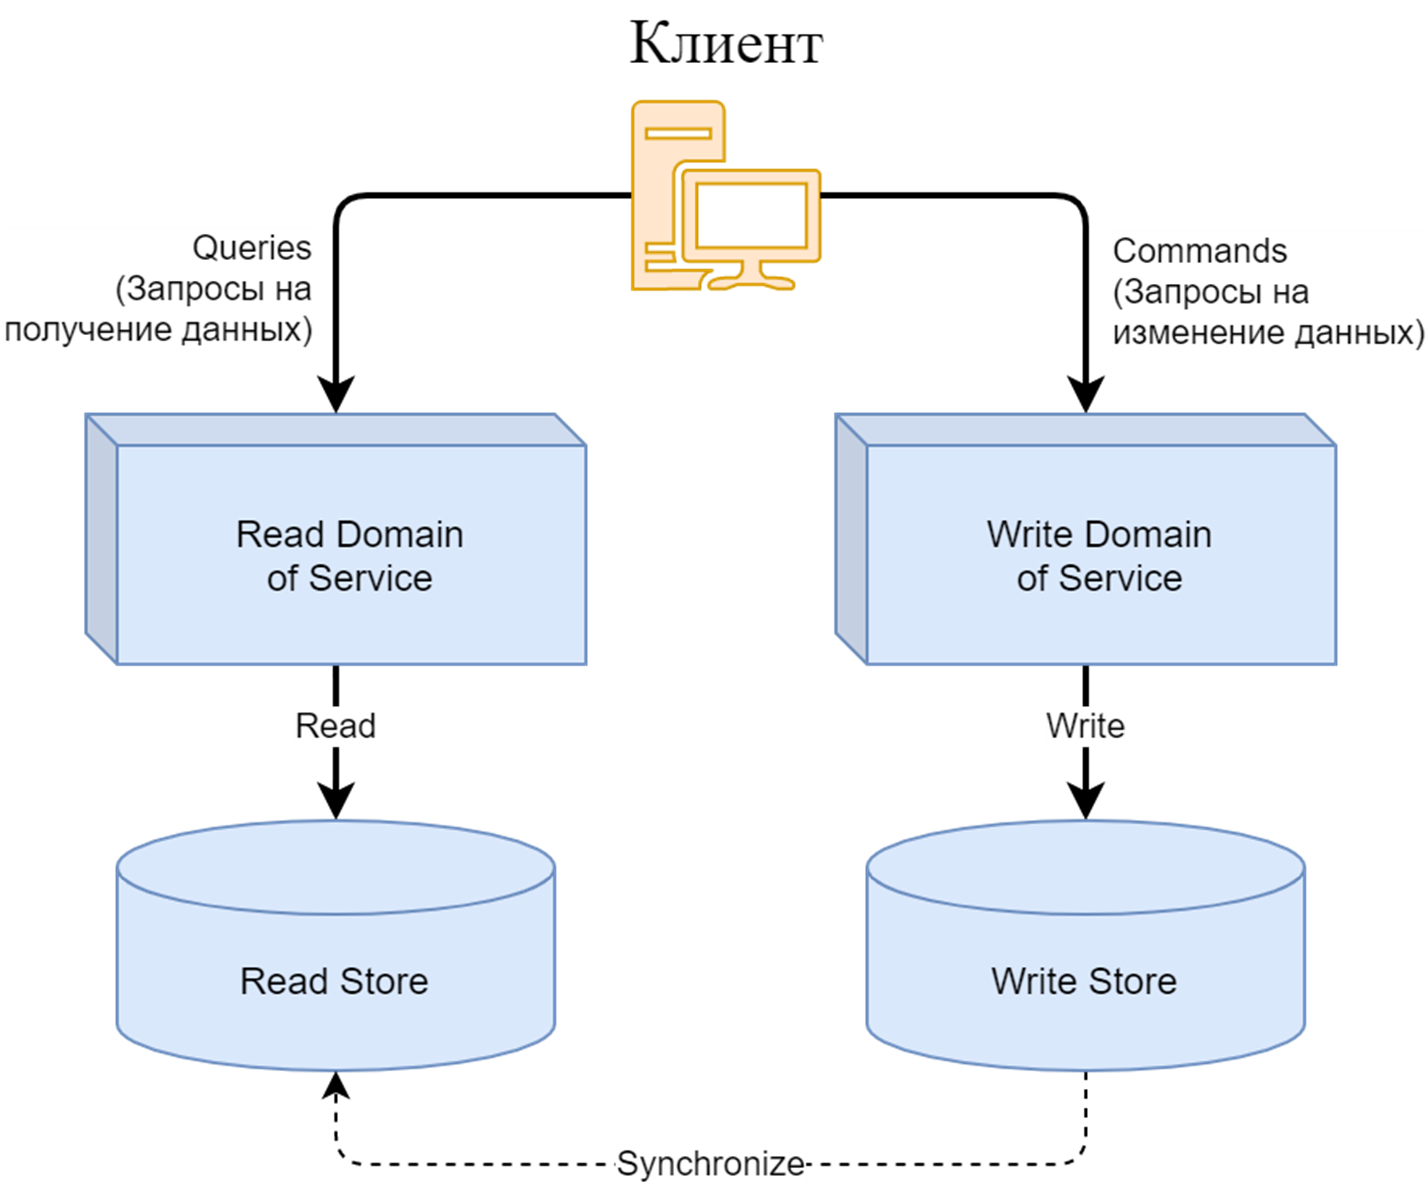 Клиент
Queries
(Запросы на
получение данных)
Commands
(Запросы на
изменение данных)
Read Domain
of Service
Write Domain
of Service
Read
Write
Read Store
Write Store
Synchronize